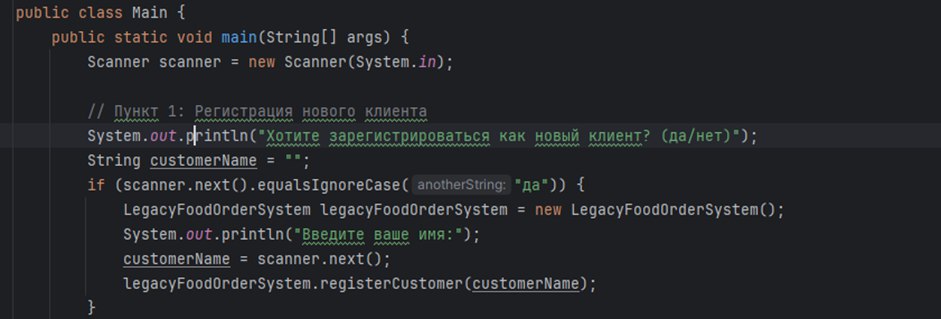 public class Main {
public static void main(String[] args) {
Scanner scanner = new Scanner(System.in);
// Пункт 1: Регистрация нового клиента
System.out.println("Хотите зарегистрироваться как новый клиент? (да/нет)");
String customerName = "";
if (scanner.next().equalsIgnoreCase( anotherString: "да")) {
LegacyFoodOrderSystem legacyFoodOrderSystem = new LegacyFoodOrderSystem();
System.out.println("Введите ваше имя:");
customerName = scanner.next();
legacyFoodOrderSystem.registerCustomer(customerName);
}